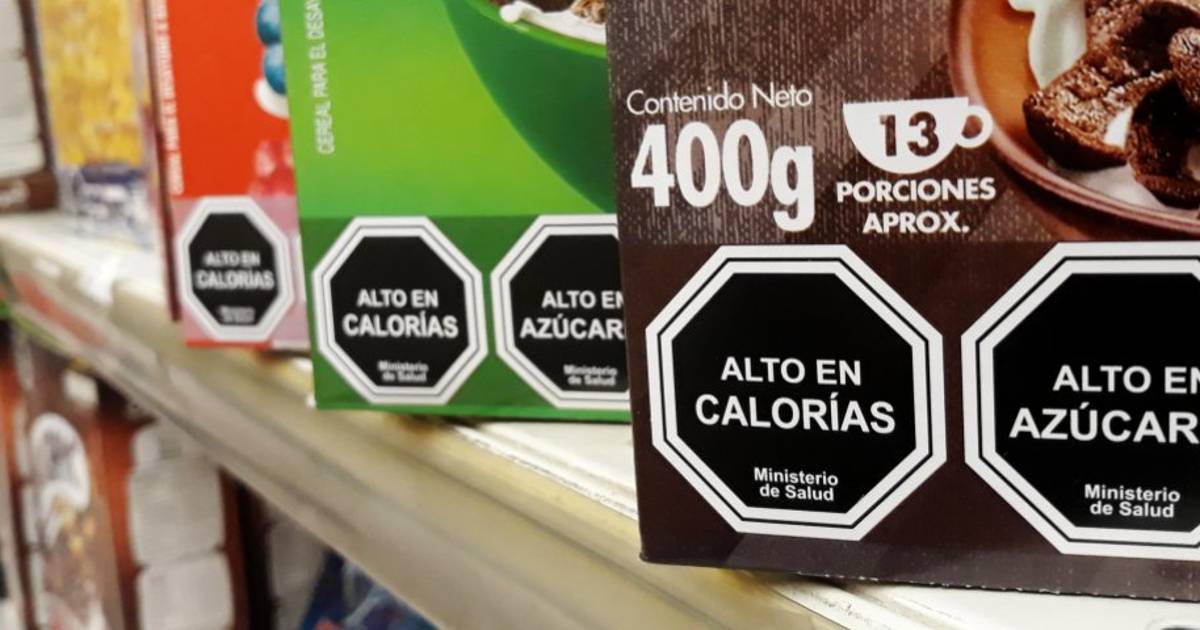 CEREAL PARA EL DESAY
ALTO EN
CALORÍAS
ALTO EN
CALORÍAS
Ministerio
de Salud
ALTO EN
AZÚCAR
Ministerio
de Salud
Contenido Neto
400g
13
PORCIONES
APROX.
ALTO EN
CALORÍAS
Ministerio
de Salud
ALTO EN
AZÚCAR
Ministerio
de Salud